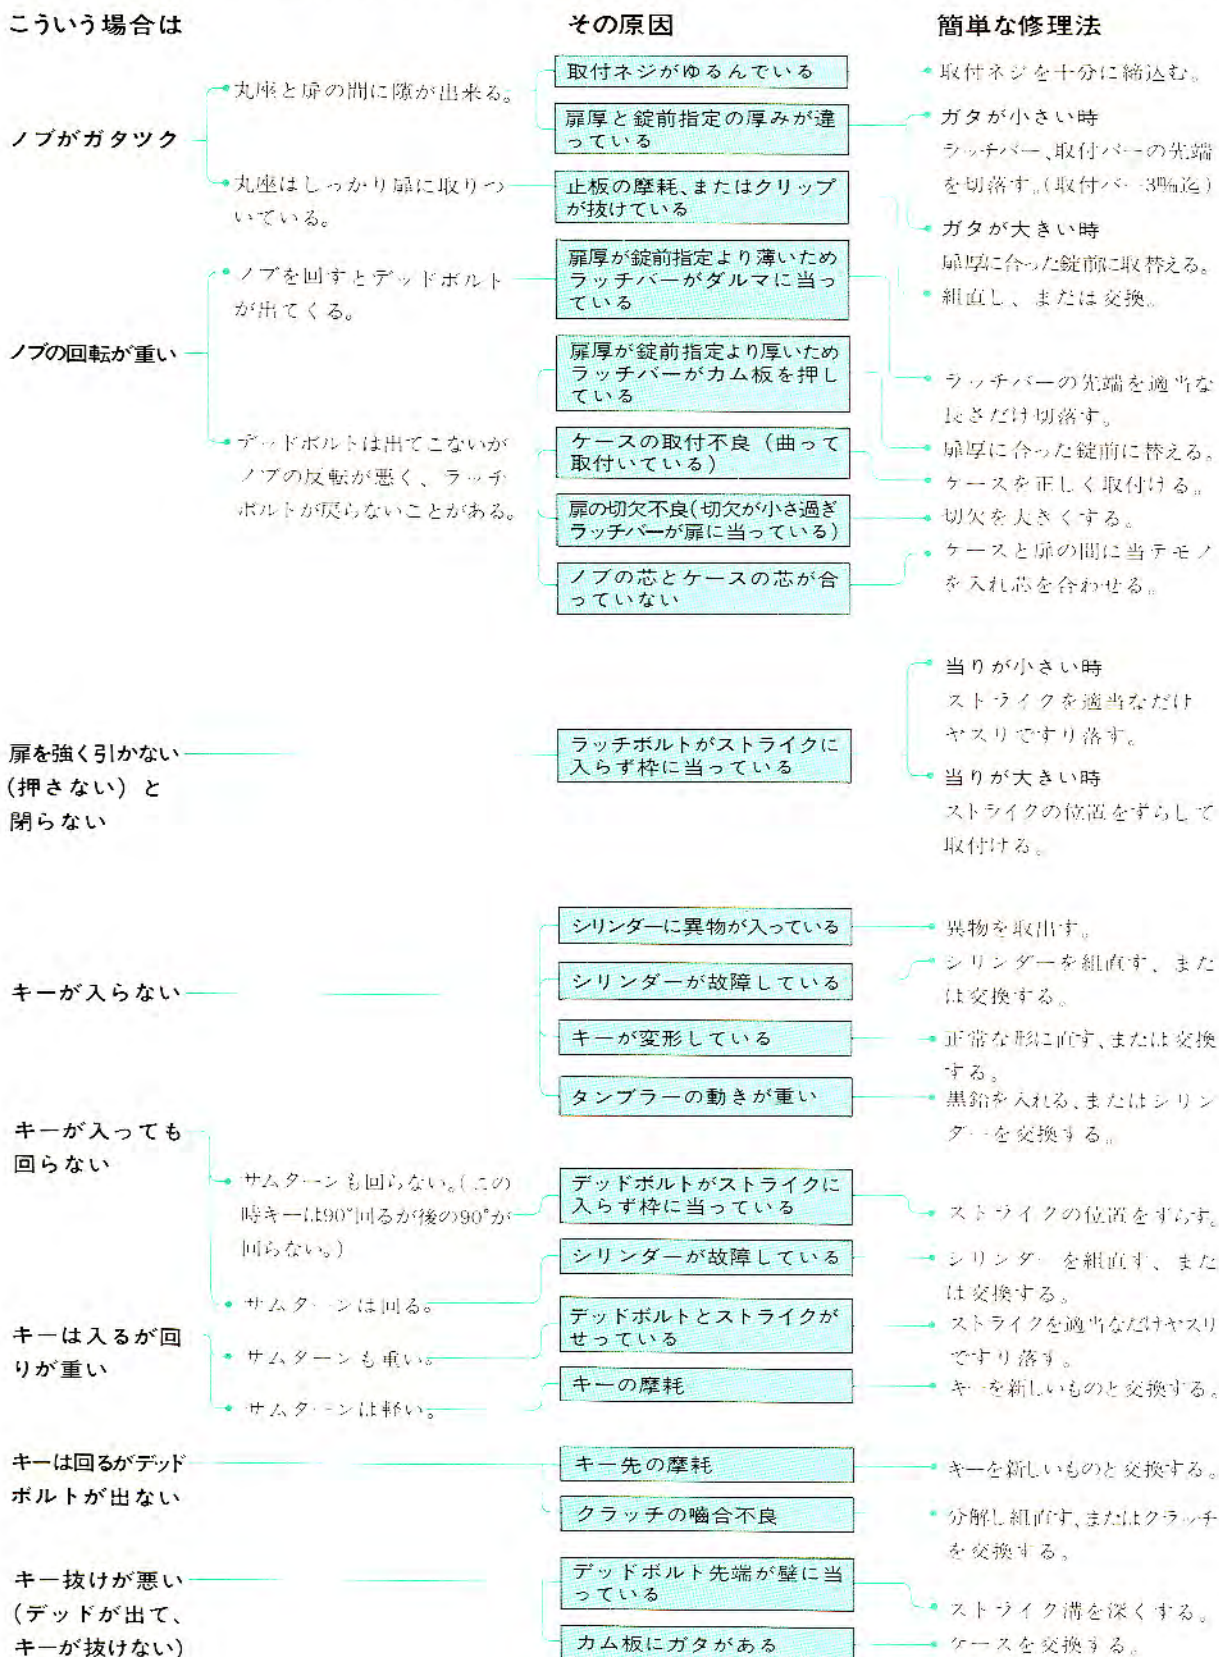 こういう場合は
その原因
簡単な修理法
ノブがガタツク
丸座と扉の間に隙が出来る。
取付ネジがゆるんでいる
取付ネジを十分に締込む。
扉厚と錠前指定の厚みが違
っている
ガタが小さい時
ラッチバー、取付バーの先端
を切落す。(取付バー3㎜迄)
ガタが大きい時
扉厚に合った錠前に取替える。
丸座はしっかり扉に取りつ
いている。
止板の摩耗、またはクリップ
が抜けている
組直し、または交換。
ノブの回転が重い
ノブを回すとデッドボルト
が出てくる。
扉厚が錠前指定より薄いため
ラッチバーがダルマに当っ
ている
ラッチバーの先端を適当な
長さだけ切落す。
デッドボルトは出てこないが
ノブの反転が悪く、ラッチ
ボルトが戻らないことがある。
扉厚が錠前指定より厚いため
ラッチバーがカム板を押し
ている
扉厚に合った錠前に替える。
ケースの取付不良(曲って
取付いている)
ケースを正しく取付ける。
扉の切欠不良(切欠が小さ過ぎ
ラッチバーが扉に当っている)
切欠を大きくする。
ノブの芯とケースの芯が合
っていない
ケースと扉の間に当テモノ
を入れ芯を合わせる。
扉を強く引かない
(押さない)と
閉らない
ラッチボルトがストライクに
入らず枠に当っている
当りが小さい時
ストライクを適当なだけ
ヤスリですり落す。
当りが大きい時
ストライクの位置をずらして
取付ける。
キーが入らない
シリンダーに異物が入っている
異物を取出す。
シリンダーが故障している
シリンダーを組直す、また
は交換する。
キーが変形している
正常な形に直す、または交換
する。
タンブラーの動きが重い
黒鉛を入れる、またはシリン
ダーを交換する。
キーが入っても
回らない
サムターンも回らない。(この
時キーは90°回るが後の90°が
回らない。)
デッドボルトがストライクに
入らず枠に当っている
ストライクの位置をずらす。
サムターンは回る。
シリンダーが故障している
シリンダーを組直す、また
は交換する。
キーは入るが回
りが重い
サムターンも重い。
デッドボルトとストライクが
せっている
ストライクを適当なだけヤスリ
ですり落す。
サムターンは軽い。
キーの摩耗
キーを新しいものと交換する。
キーは回るがデッド
ボルトが出ない
キー先の摩耗
キーを新しいものと交換する。
クラッチの嚙合不良
分解し組直す、またはクラッチ
を交換する。
キー抜けが悪い
(デッドが出て、
キーが抜けない)
デッドボルト先端が壁に当
っている
ストライク溝を深くする。
カム板にガタがある
ケースを交換する。